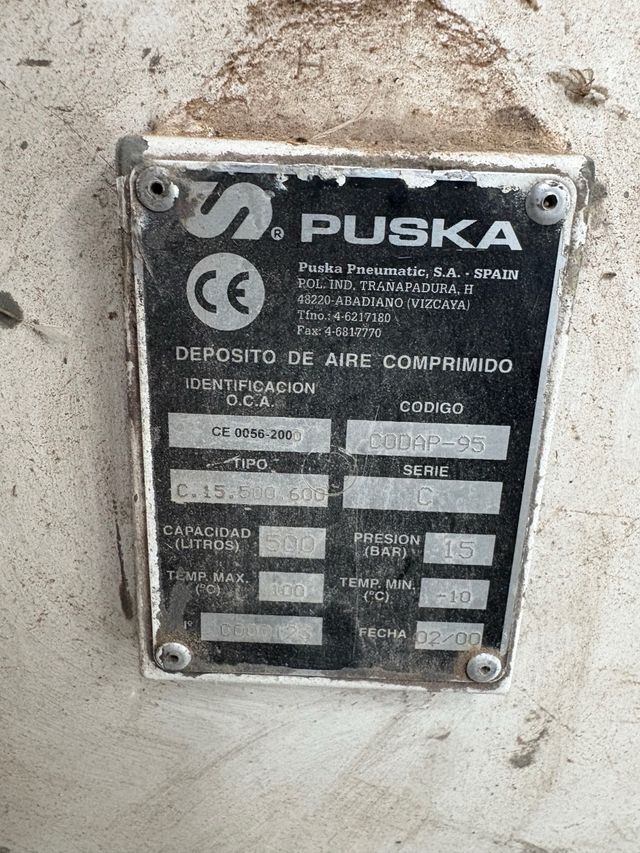 ® PUSKA
Puska Pneumatic, S.A. - SPAIN
POL. IND. TRAÑAPADURA, H
48220-ABADIANO (VIZCAYA)
Tfno.: 4-6217180
Fax: 4-6817770
CE
DEPOSITO DE AIRE COMPRIMIDO
IDENTIFICACION
O.C.A.
CODIGO
CE 0056-2000
CODAP-95
TIPO
SERIE
C.15.500.600
C
CAPACIDAD
(LITROS)
500
PRESION
(BAR)
15
TEMP. MAX.
(°C)
100
TEMP. MIN.
(°C)
-10
FECHA
02/00